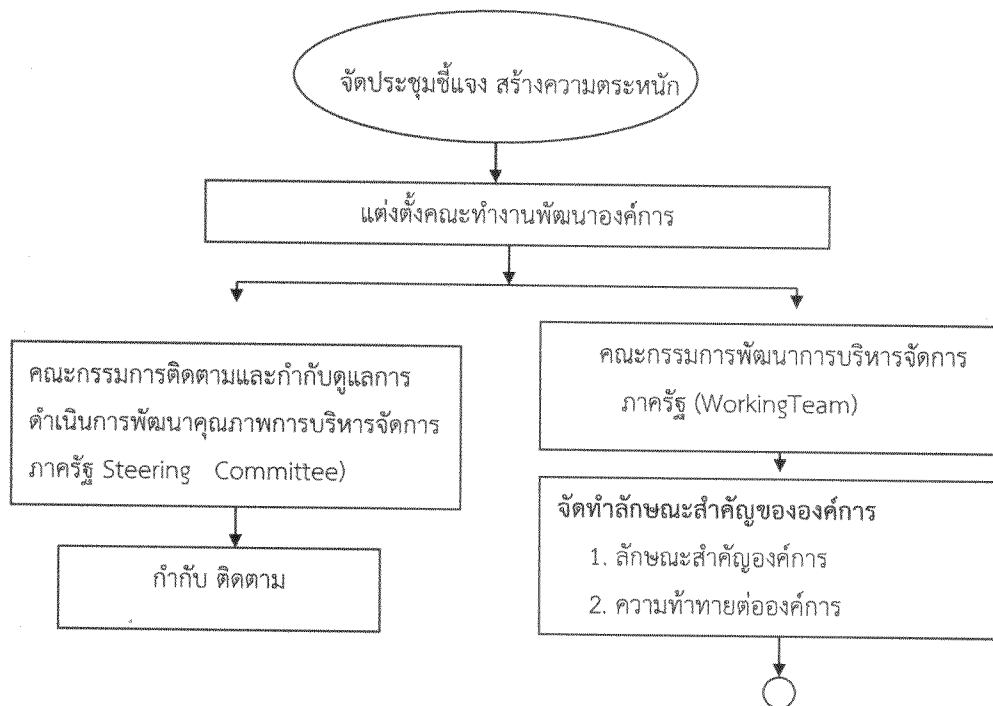 จัดประชุมชี้แจง สร้างความตระหนัก
แต่งตั้งคณะทำงานพัฒนาองค์การ
คณะกรรมการติดตามและกำกับดูแลการ
ดำเนินการพัฒนาคุณภาพการบริหารจัดการ
ภาครัฐ Steering Committee)
กำกับ ติดตาม
คณะกรรมการพัฒนาการบริหารจัดการ
ภาครัฐ (WorkingTeam)
จัดทำลักษณะสำคัญขององค์การ
1. ลักษณะสำคัญองค์การ
2. ความท้าทายต่อองค์การ